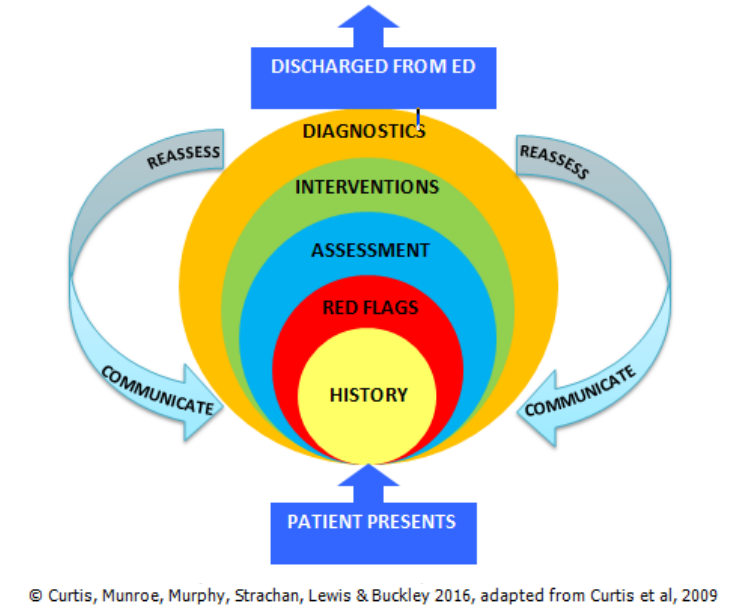 DISCHARGED FROM ED
DIAGNOSTICS
REASSESS
REASSESS
INTERVENTIONS
ASSESSMENT
RED FLAGS
COMMUNICATE
COMMUNICATE
HISTORY
PATIENT PRESENTS
© Curtis, Munroe, Murphy, Strachan, Lewis & Buckley 2016, adapted from Curtis et al, 2009